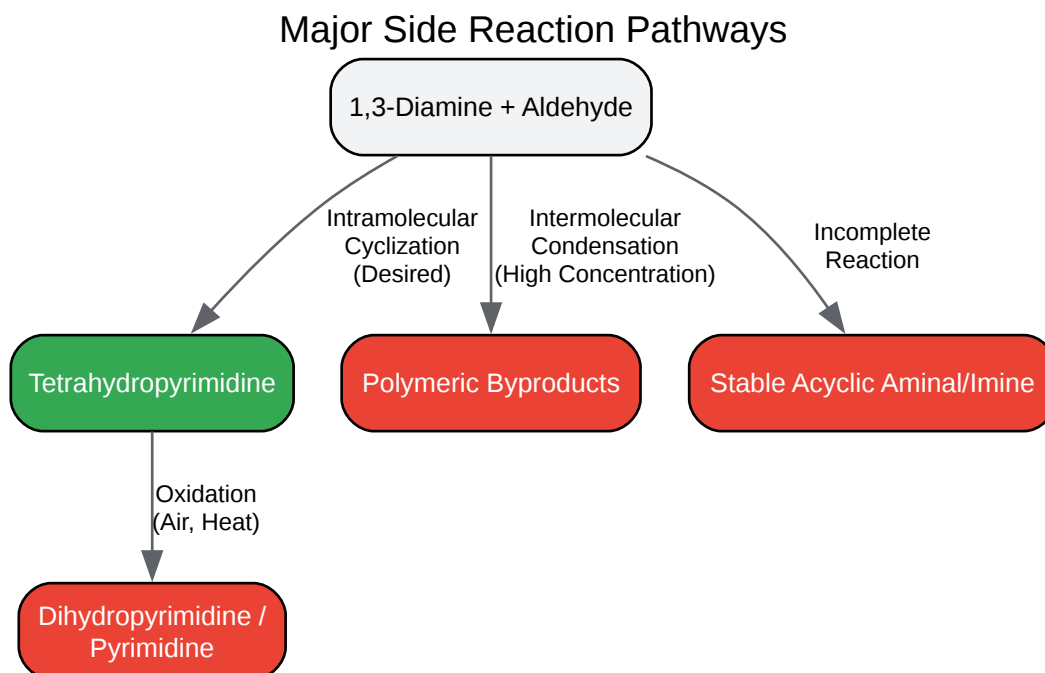 Major Side Reaction Pathways
1,3-Diamine + Aldehyde
Intramolecular
Cyclization
(Desired)
Intermolecular
Condensation
(High Concentration)
Incomplete
Reaction
Tetrahydropyrimidine
Polymeric Byproducts
Stable Acyclic Aminal/Imine
Oxidation
(Air, Heat)
Dihydropyrimidine /
Pyrimidine